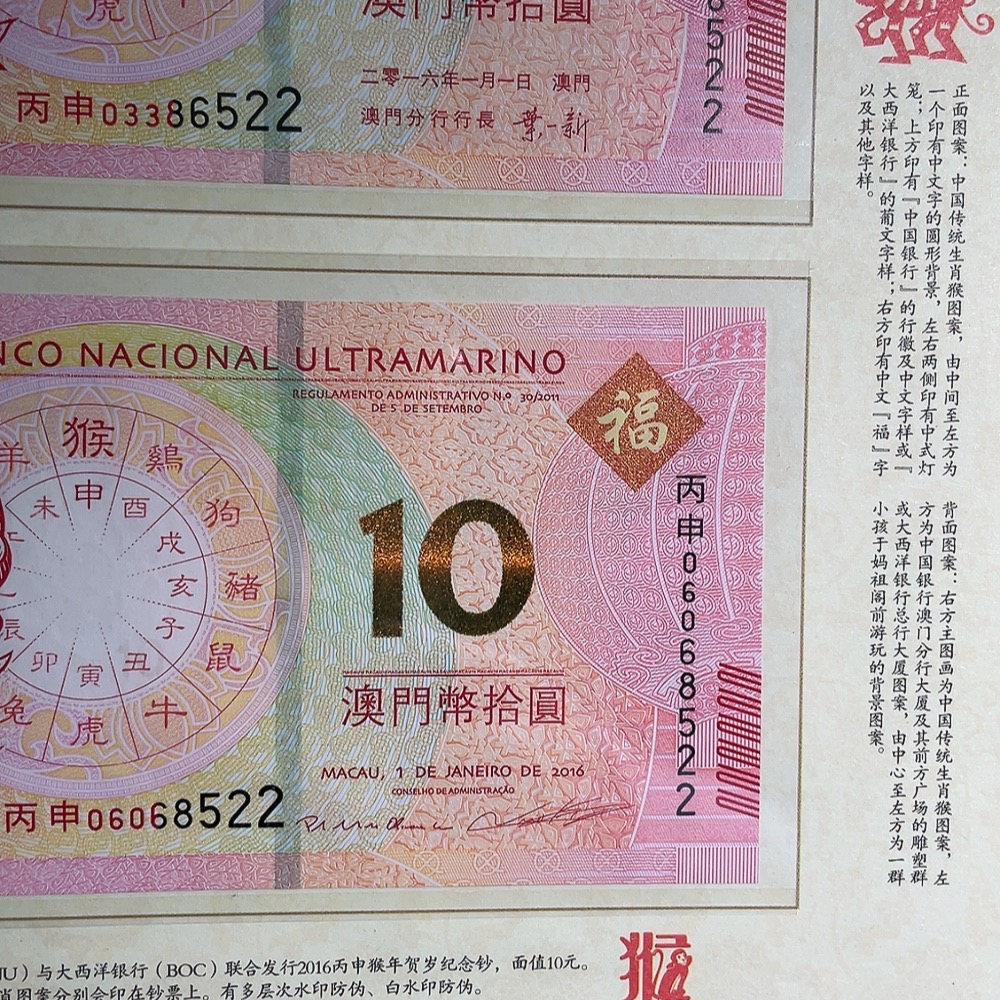 澳門幣拾圓
二零一六年一月一日 澳門
澳門分行行長
丙申03386522
522
NCO NACIONAL ULTRAMARINO
REGULAMENTO ADMINISTRATIVO N.º 30/2011
DE 5 DE SETEMBRO
福
猴
羊 鷄
申
未 酉
狗
戌
10
豬
亥
子
辰
鼠
丑
卯 寅
兔 牛
虎
澳門幣拾圓
MACAU, 1 DE JANEIRO DE 2016
CONSELHO DE ADMINISTRAÇÃO
丙申06068522
丙申06068522
正面图案：中国传统生肖猴图案，由中间至左方为
一个印有中文字的圆形背景，左右两侧印有中式灯
笼；上方印有『中国银行』的行徽及中文字样或『
大西洋银行』的葡文字样；右方印有中文『福』字
以及其他字样。
背面图案：右方主图画为中国传统生肖猴图案，左
方为中国银行澳门分行大厦及其前方广场的雕塑群
或大西洋银行总行大厦图案，由中心至左方为一群
小孩于妈祖阁前游玩的背景图案。
NU）与大西洋银行（BOC）联合发行2016丙申猴年贺岁纪念钞，面值10元。
肖图案分别会印在钞票上。有多层次水印防伪、白水印防伪。
猴